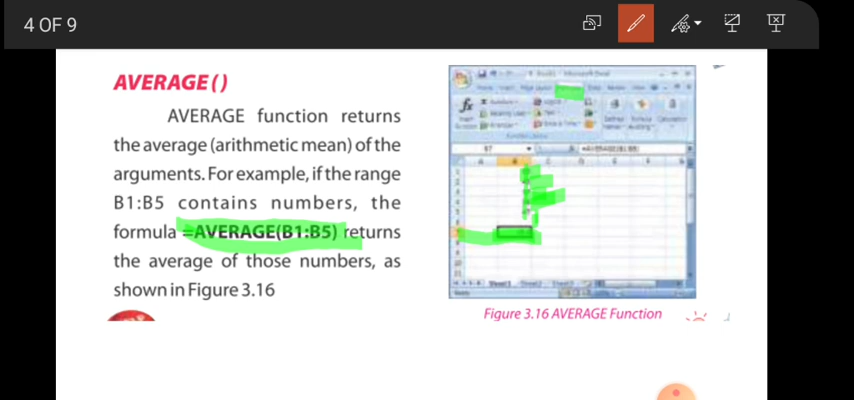 4 OF 9
AVERAGE()
AVERAGE function returns
the average (arithmetic mean) of the
arguments. For example, if the range
B1:B5 contains numbers, the
formula =AVERAGE(B1:B5) returns
the average of those numbers, as
shown in Figure 3.16
Figure 3.16 AVERAGE Function